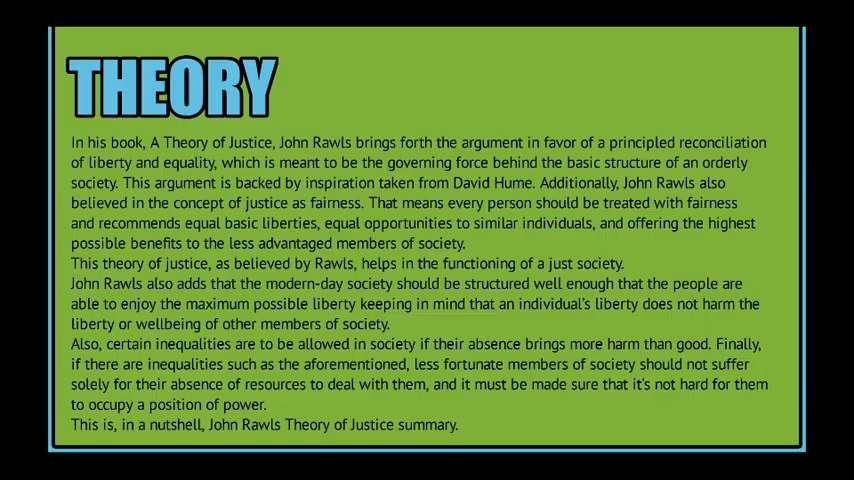 THEORY
In his book, A Theory of Justice, John Rawls brings forth the argument in favor of a principled reconciliation
of liberty and equality, which is meant to be the governing force behind the basic structure of an orderly
society. This argument is backed by inspiration taken from David Hume. Additionally, John Rawls also
believed in the concept of justice as fairness. That means every person should be treated with fairness
and recommends equal basic liberties, equal opportunities to similar individuals, and offering the highest
possible benefits to the less advantaged members of society.
This theory of justice, as believed by Rawls, helps in the functioning of a just society.
John Rawls also adds that the modern-day society should be structured well enough that the people are
able to enjoy the maximum possible liberty keeping in mind that an individual's liberty does not harm the
liberty or wellbeing of other members of society.
Also, certain inequalities are to be allowed in society if their absence brings more harm than good. Finally,
if there are inequalities such as the aforementioned, less fortunate members of society should not suffer
solely for their absence of resources to deal with them, and it must be made sure that it's not hard for them
to occupy a position of power.
This is, in a nutshell, John Rawls Theory of Justice summary.